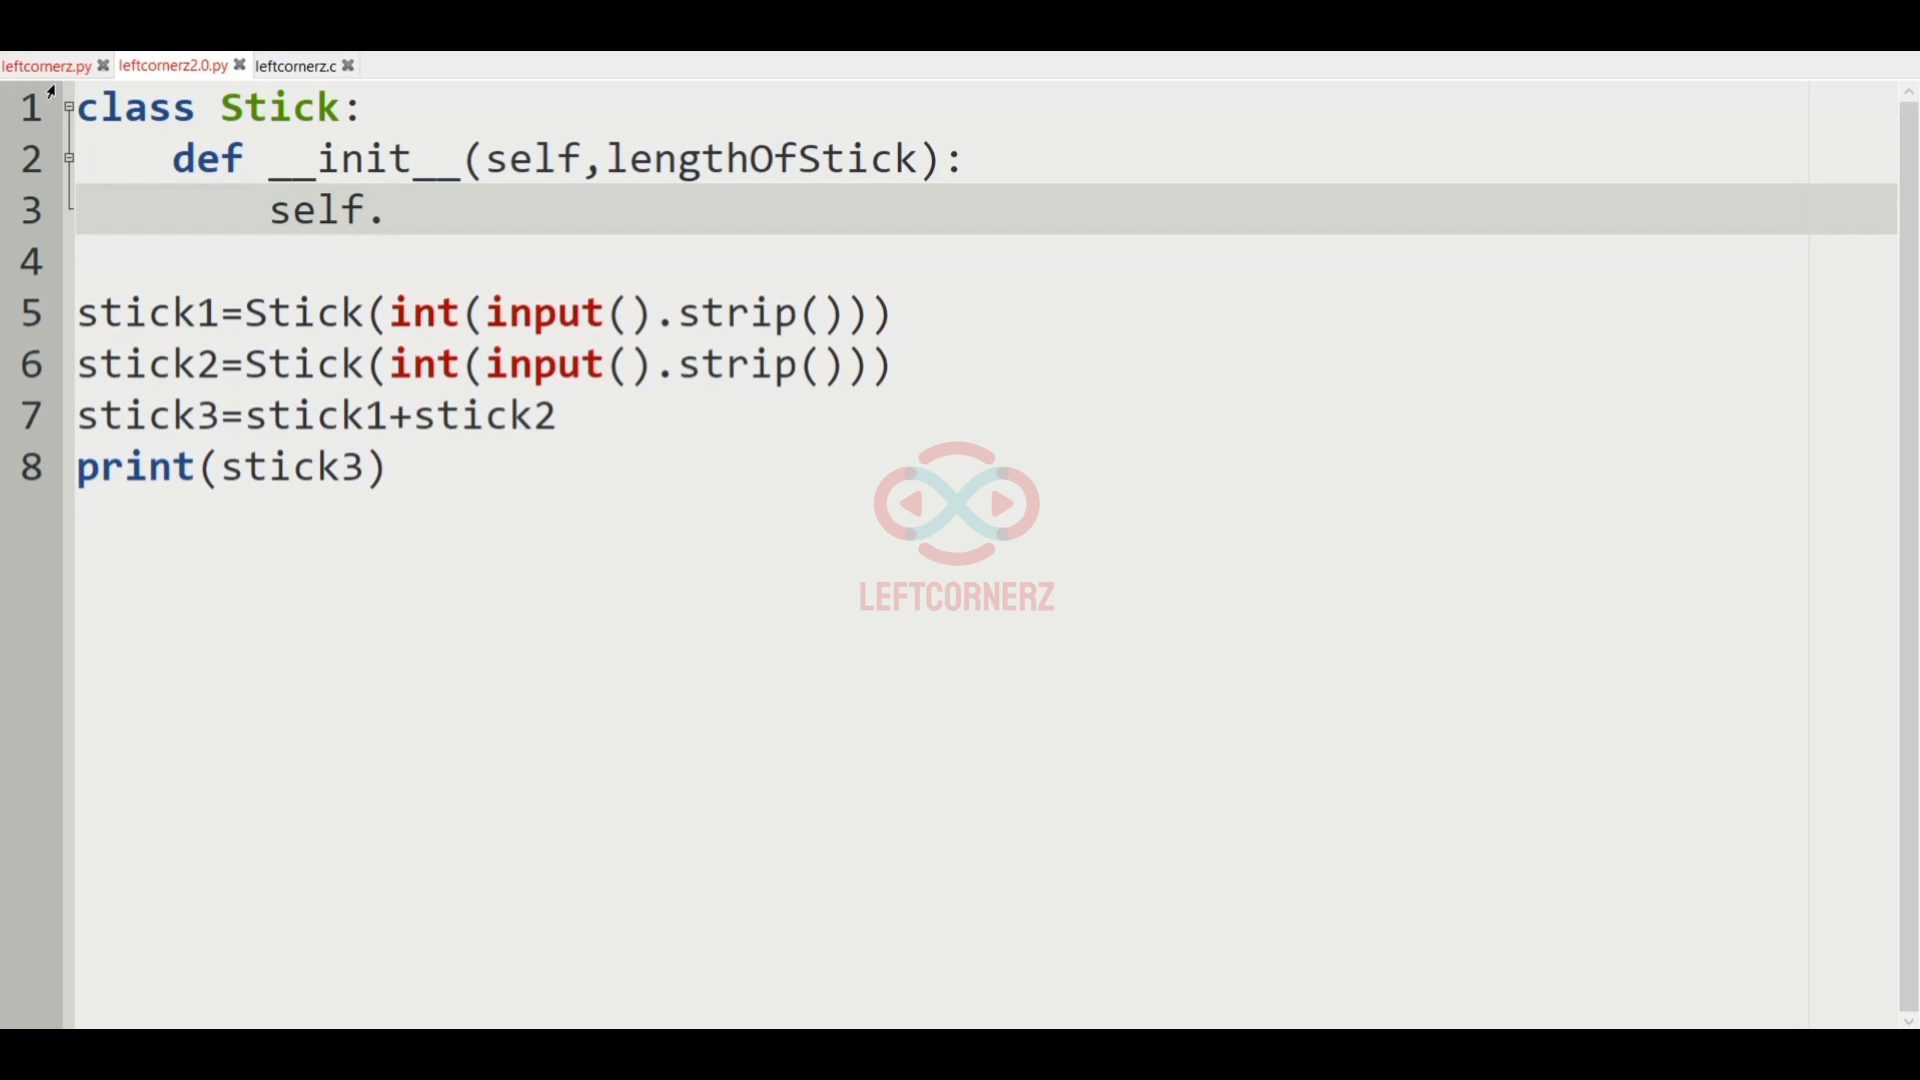 leftcornerz.py leftcornerz2.0.py leftcornerz.c
1 class Stick:
2     def __init__(self,lengthOfStick):
3         self.
4
5 stick1=Stick(int(input().strip()))
6 stick2=Stick(int(input().strip()))
7 stick3=stick1+stick2
8 print(stick3)
LEFTCORNERZ